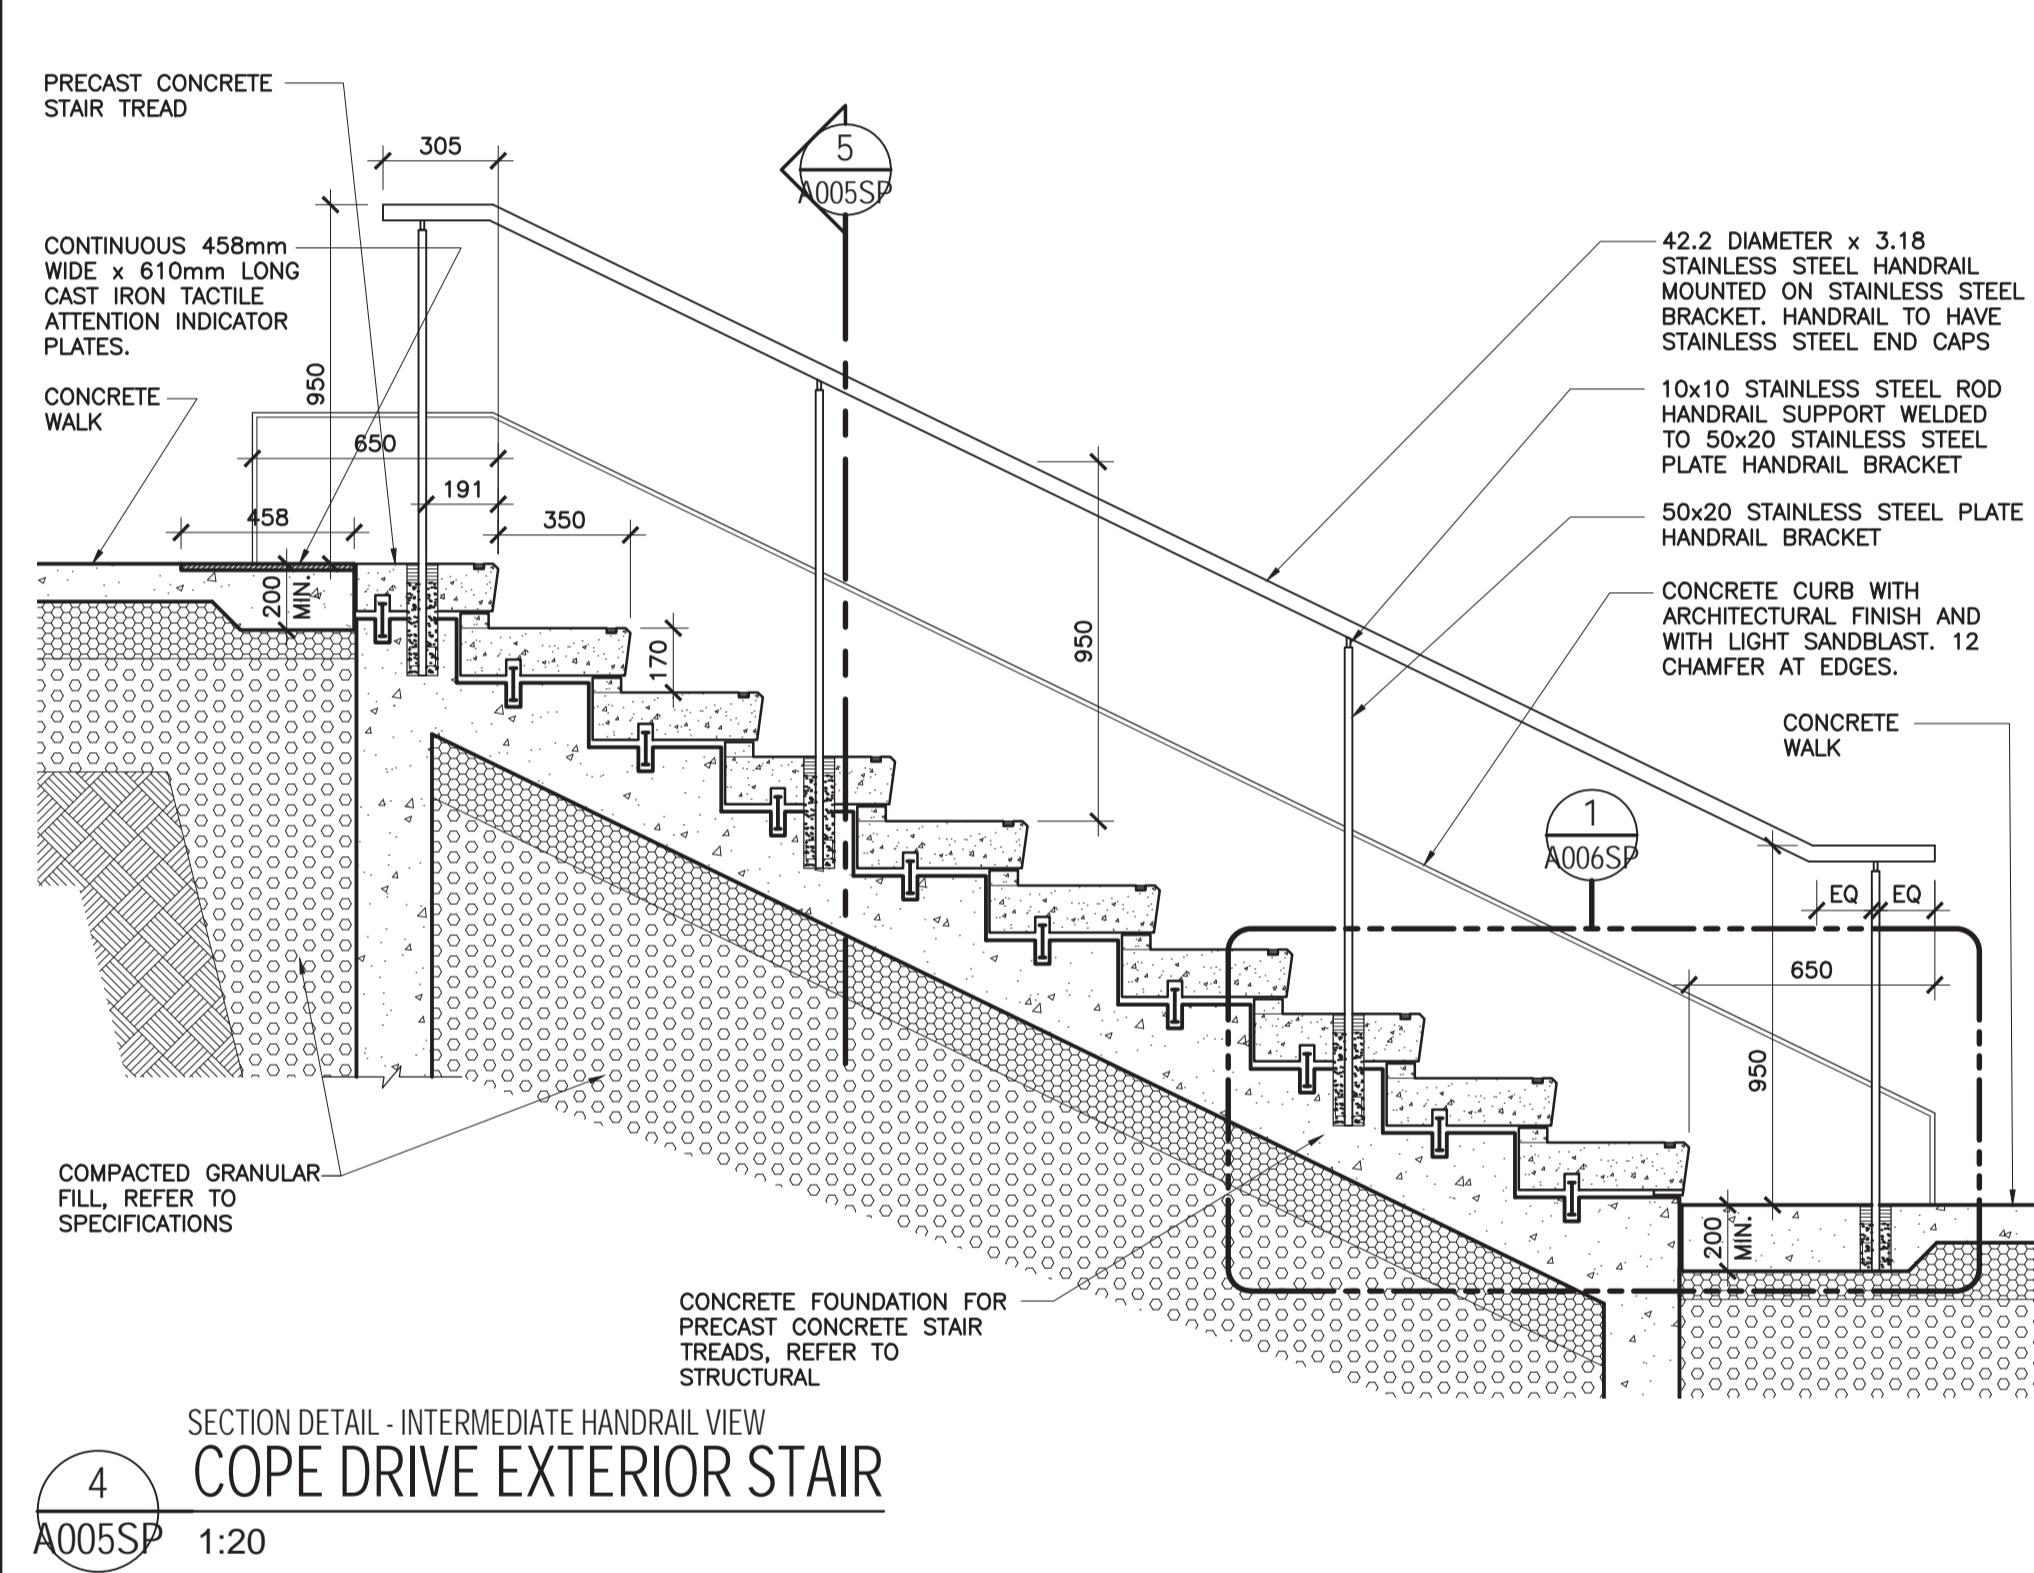 PRECAST CONCRETE
STAIR TREAD
305
5
A005SP
CONTINUOUS 458mm
WIDE x 610mm LONG
CAST IRON TACTILE
ATTENTION INDICATOR
PLATES.
950
CONCRETE
WALK
650
191
458
350
200
MIN.
170
950
42.2 DIAMETER x 3.18
STAINLESS STEEL HANDRAIL
MOUNTED ON STAINLESS STEEL
BRACKET. HANDRAIL TO HAVE
STAINLESS STEEL END CAPS
10x10 STAINLESS STEEL ROD
HANDRAIL SUPPORT WELDED
TO 50x20 STAINLESS STEEL
PLATE HANDRAIL BRACKET
50x20 STAINLESS STEEL PLATE
HANDRAIL BRACKET
CONCRETE CURB WITH
ARCHITECTURAL FINISH AND
WITH LIGHT SANDBLAST. 12
CHAMFER AT EDGES.
CONCRETE
WALK
1
A006SP
EQ EQ
650
950
200
MIN.
COMPACTED GRANULAR
FILL, REFER TO
SPECIFICATIONS
CONCRETE FOUNDATION FOR
PRECAST CONCRETE STAIR
TREADS, REFER TO
STRUCTURAL
SECTION DETAIL - INTERMEDIATE HANDRAIL VIEW
COPE DRIVE EXTERIOR STAIR
4
A005SP
1:20